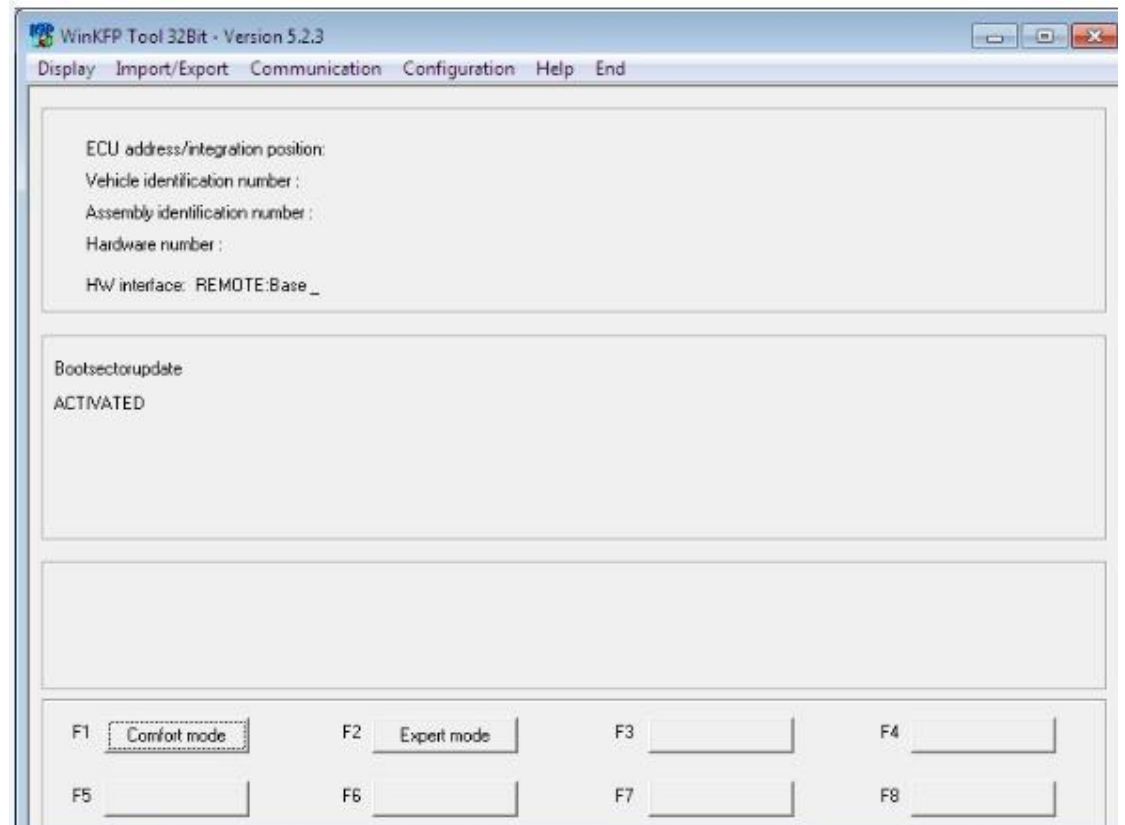 WinKFP Tool 32Bit - Version 5.2.3
Display Import/Export Communication Configuration Help End
ECU address/integration position:
Vehicle identification number :
Assembly identification number :
Hardware number :
HW interface: REMOTE:Base _
Bootsectorupdate
ACTIVATED
F1 Comfort mode F2 Expert mode F3 F4
F5 F6 F7 F8